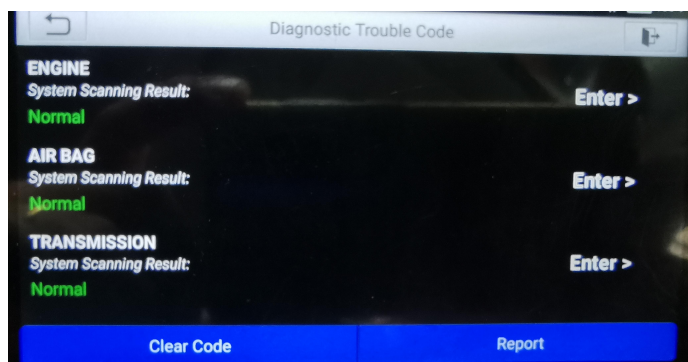 Diagnostic Trouble Code
ENGINE
System Scanning Result:
Enter >
Normal
AIR BAG
System Scanning Result:
Enter >
Normal
TRANSMISSION
System Scanning Result:
Enter >
Normal
Clear Code
Report